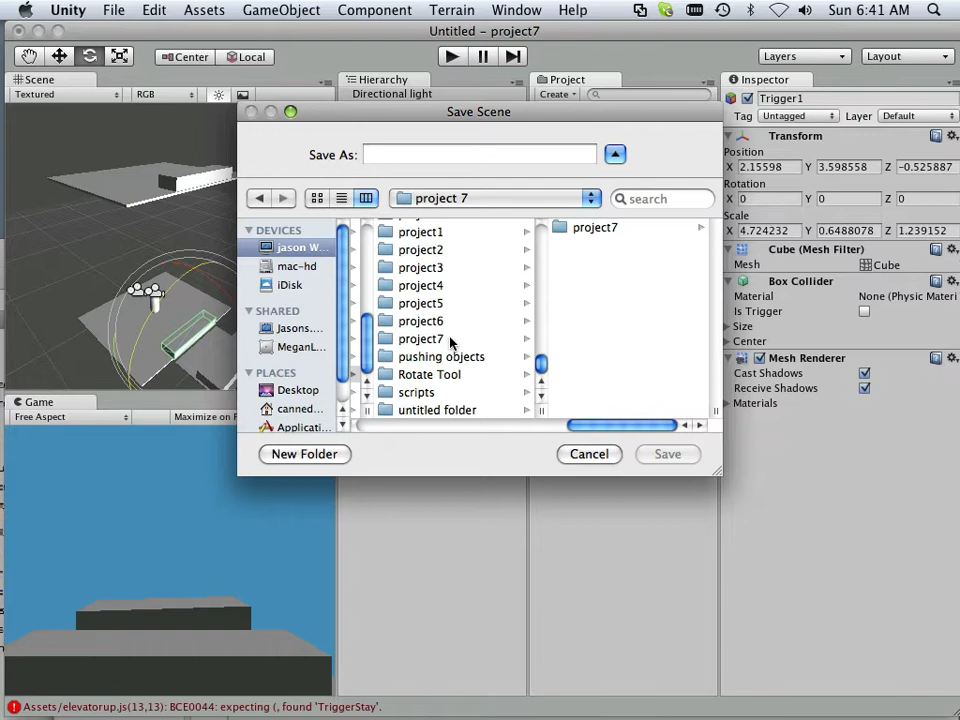 Unity File Edit Assets GameObject Component Terrain Window Help Sun 6:41 AM
Untitled - project7
Center Local Layers Layout
Scene Hierarchy Project Inspector
Textured RGB Directional light Create Trigger1
Save Scene
Tag Untagged Layer Default
Transform
Save As:
Position
X 2.15598 Y 3.598558 Z -0.525887
Rotation
project 7 search
X 0 Y 0 Z 0
Scale
DEVICES project1 project7
X 4.724232 Y 0.6488078 Z 1.239152
jason W... project2
Cube (Mesh Filter)
mac-hd project3
Mesh Cube
iDisk project4
Box Collider
project5
Material None (Physic Materi
SHARED project6
Is Trigger
Jasons.... project7
Size
MeganL... pushing objects
Center
PLACES Rotate Tool
Mesh Renderer
Desktop scripts
Cast Shadows
canned... untitled folder
Receive Shadows
Applicati...
Materials
Game
Free Aspect Maximize on P
New Folder Cancel Save
Assets/elevatorup.js(13,13): BCE0044: expecting (, found 'TriggerStay'.